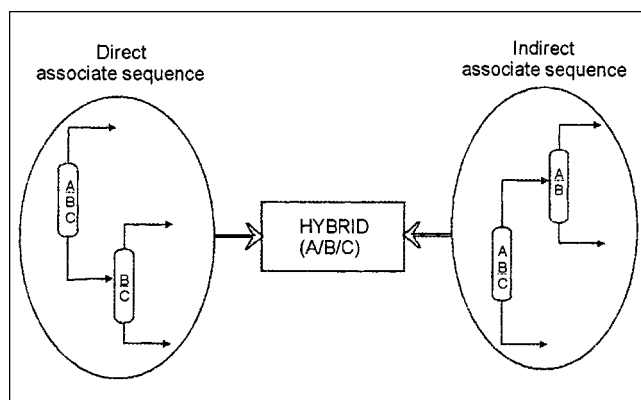 Direct
associate sequence
Indirect
associate sequence
A
B
C
B
C
HYBRID
(A/B/C)
A
B
A
B
C